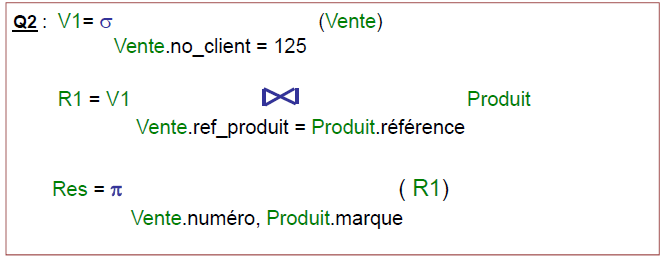 Q2 : V1= σ (Vente)
Vente.no_client = 125
R1 = V1 ⋈ Produit
Vente.ref_produit = Produit.référence
Res = π ( R1)
Vente.numéro, Produit.marque